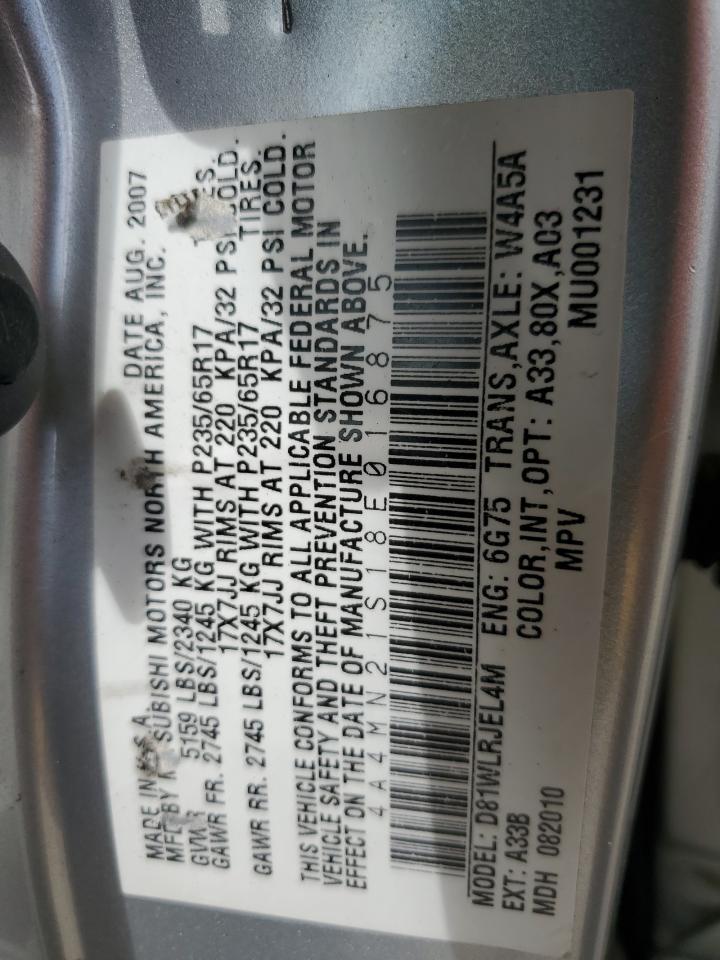 MADE IN U.S.A.
MFD BY SUBISHI MOTORS NORTH AMERICA, INC. DATE AUG. 2007
GVWR 5159 LBS/2340 KG
GAWR FR. 2745 LBS/1245 KG WITH P235/65R17
17X7JJ RIMS AT 220 KPA/32 PSI COLD.
GAWR RR. 2745 LBS/1245 KG WITH P235/65R17 TIRES.
17X7JJ RIMS AT 220 KPA/32 PSI COLD.
THIS VEHICLE CONFORMS TO ALL APPLICABLE FEDERAL MOTOR
VEHICLE SAFETY AND THEFT PREVENTION STANDARDS IN
EFFECT ON THE DATE OF MANUFACTURE SHOWN ABOVE.
4A4MN21S18E016875
MODEL: D81WLRJEL4M ENG: 6G75 TRANS,AXLE: W4A5A
EXT: A33B COLOR,INT,OPT: A33,80X,A03
MDH 082010 MPV MU001231